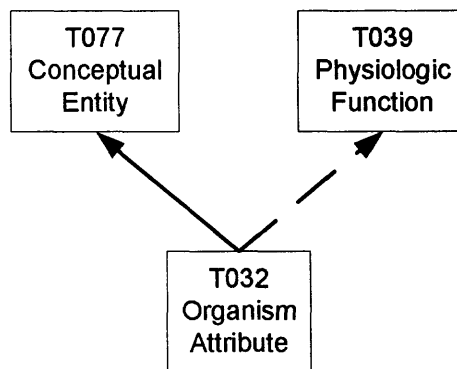 T077
Conceptual
Entity
T039
Physiologic
Function
T032
Organism
Attribute